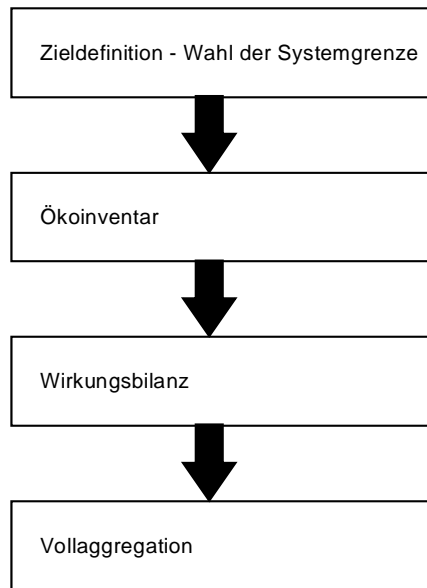 Zieldefinition - Wahl der Systemgrenze
Ökoinventar
Wirkungsbilanz
Vollaggregation